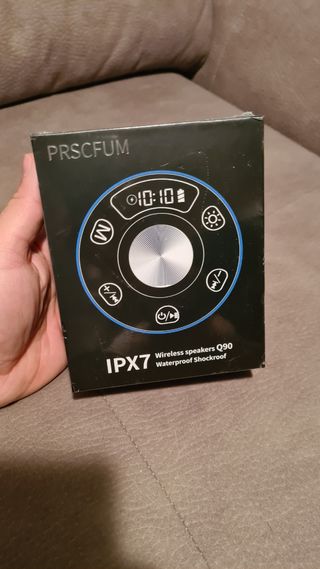 PRSCFUM
10:10
M
IPX7
Wireless speakers Q90
Waterproof Shockroof